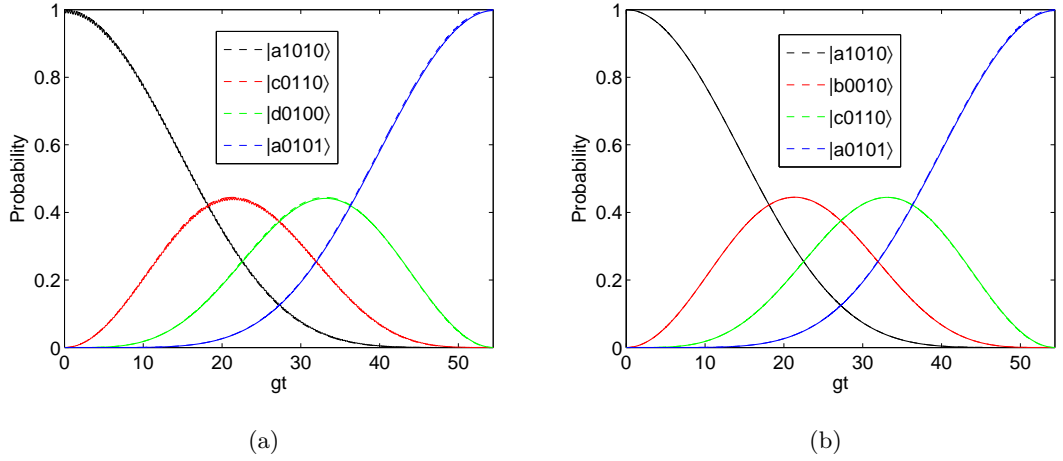 1
0.8
0.6
0.4
0.2
0
Probability
0 10 20 30 40 50
gt
|a1010⟩
|c0110⟩
|d0100⟩
|a0101⟩
(a)
1
0.8
0.6
0.4
0.2
0
Probability
0 10 20 30 40 50
gt
|a1010⟩
|b0010⟩
|c0110⟩
|a0101⟩
(b)